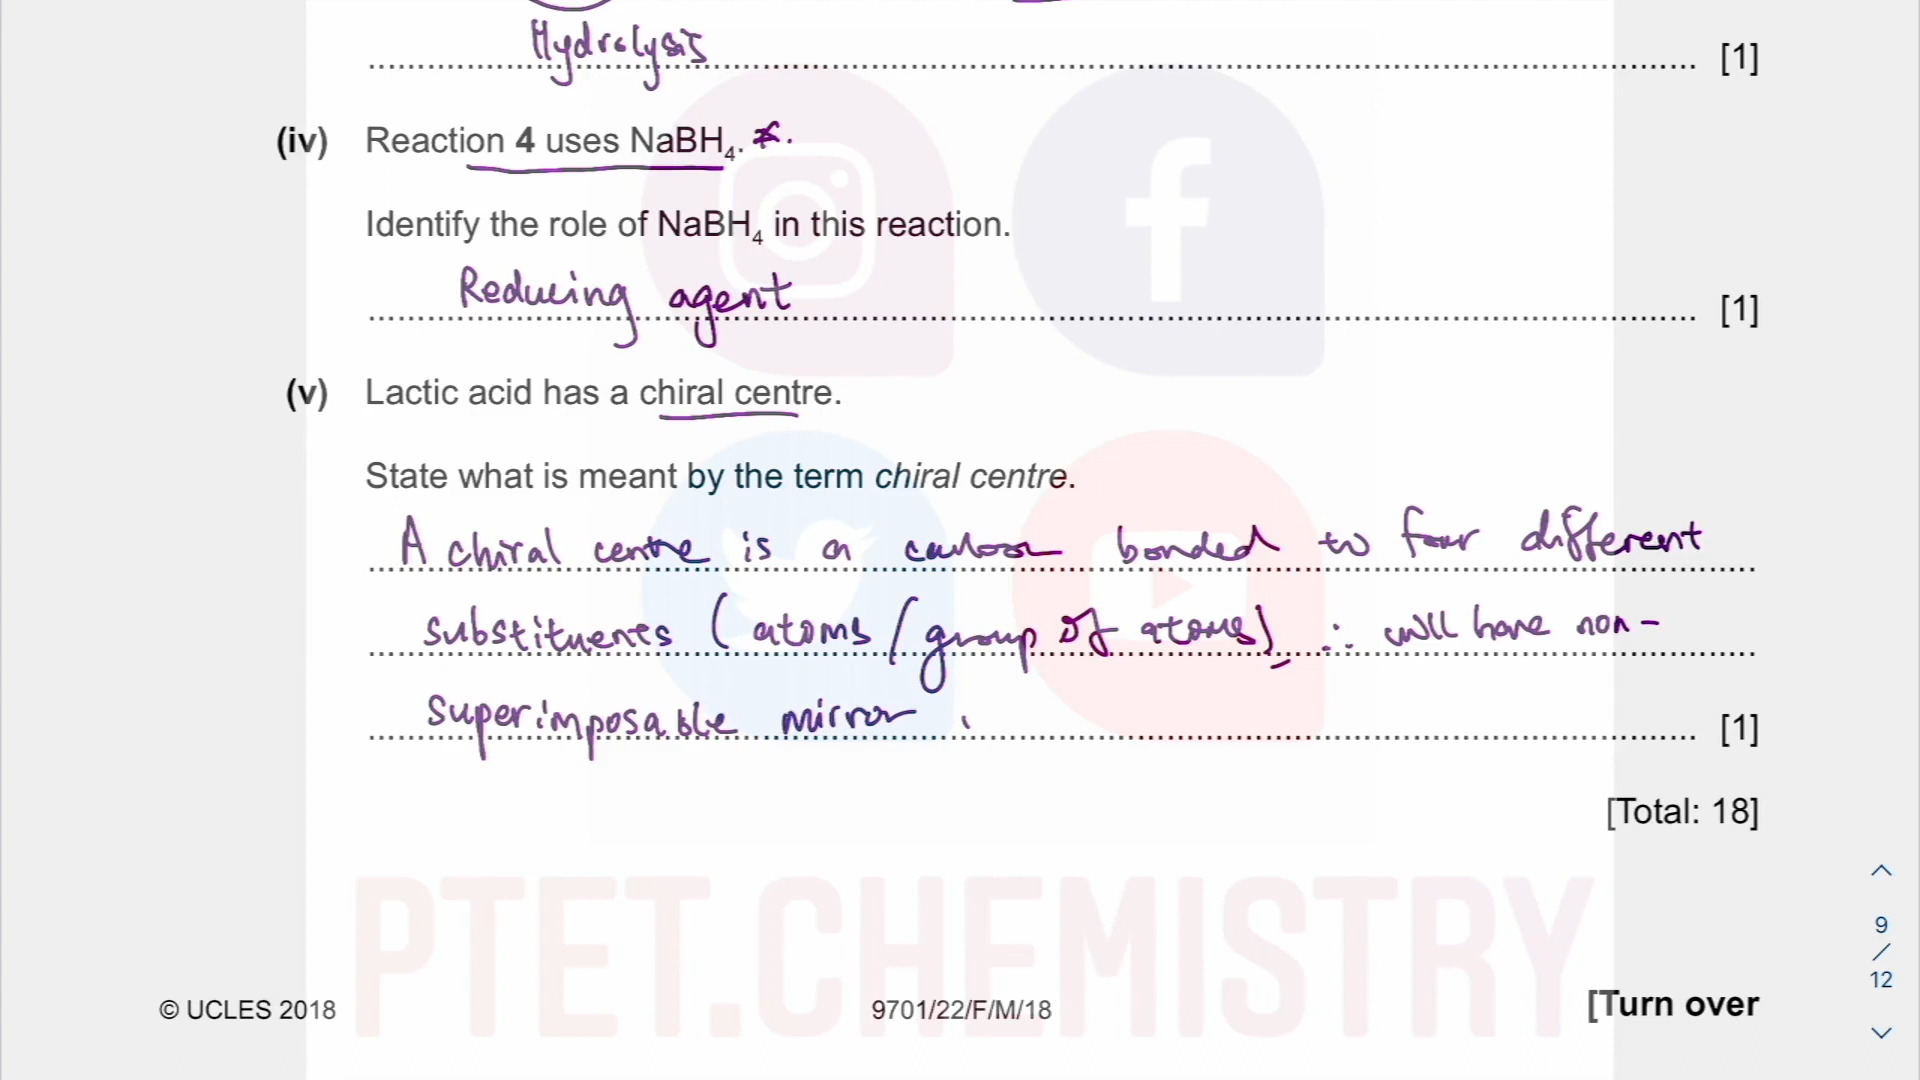 Hydrolysis
[1]
(iv) Reaction 4 uses NaBH4. *.
Identify the role of NaBH4 in this reaction.
Reducing agent
[1]
(v) Lactic acid has a chiral centre.
State what is meant by the term chiral centre.
A chiral centre is a carbon bonded to four different
substituents (atoms / group of atoms), ∴ will have non-
superimposable mirror
[1]
[Total: 18]
PTET.CHEMISTRY
© UCLES 2018 9701/22/F/M/18 [Turn over
9
/
12